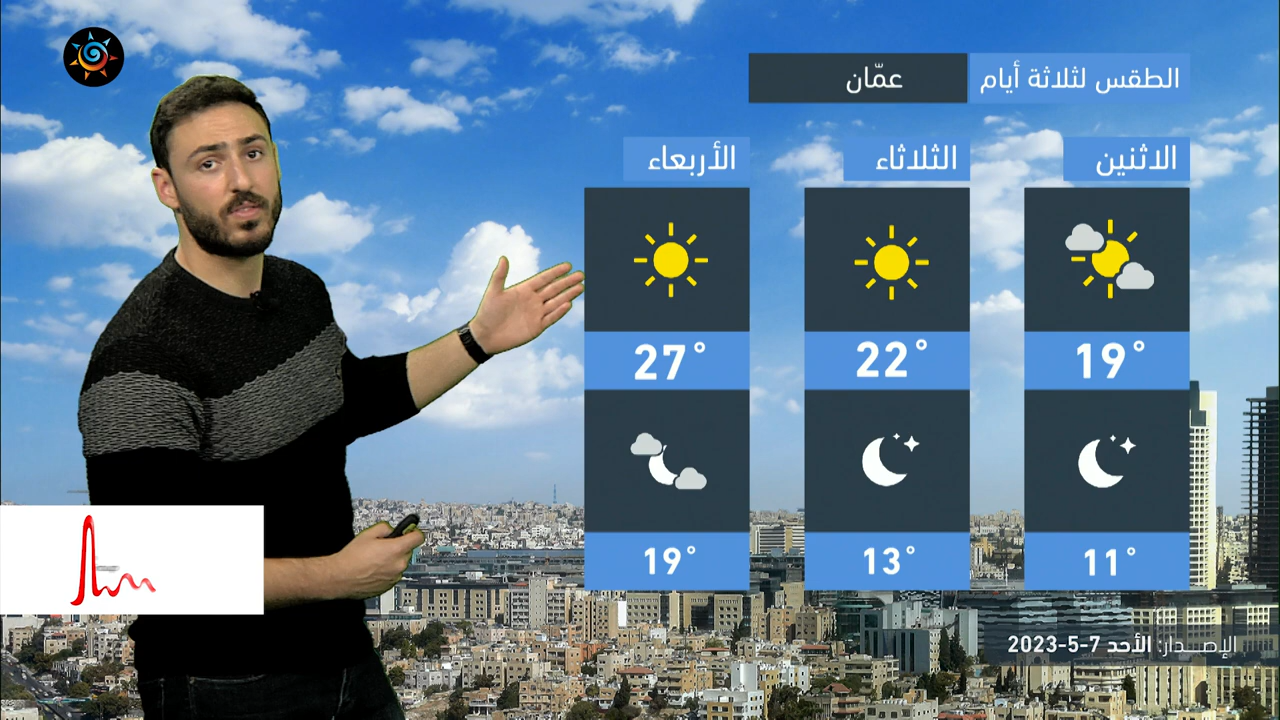 الطقس لثلاثة أيام
عمّان
الاثنين
الثلاثاء
الأربعاء
19°
22°
27°
11°
13°
19°
الإصدار: الأحد 7-5-2023